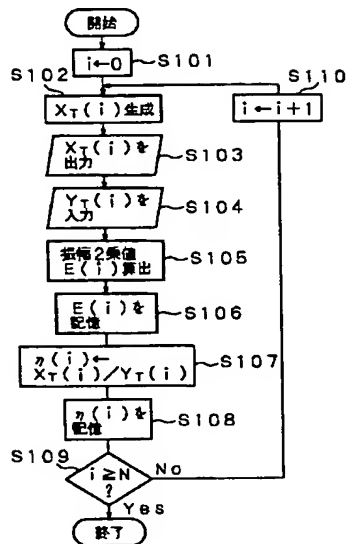 開始
i←0
S101
S102
S110
X_T(i)生成
i←i+1
X_T(i)を
出力
S103
Y_T(i)を
入力
S104
振幅2乗値
E(i)算出
S105
E(i)を
記憶
S106
η(i)←
X_T(i)/Y_T(i)
S107
η(i)を
記憶
S108
S109
i≥N
?
No
Yes
終了